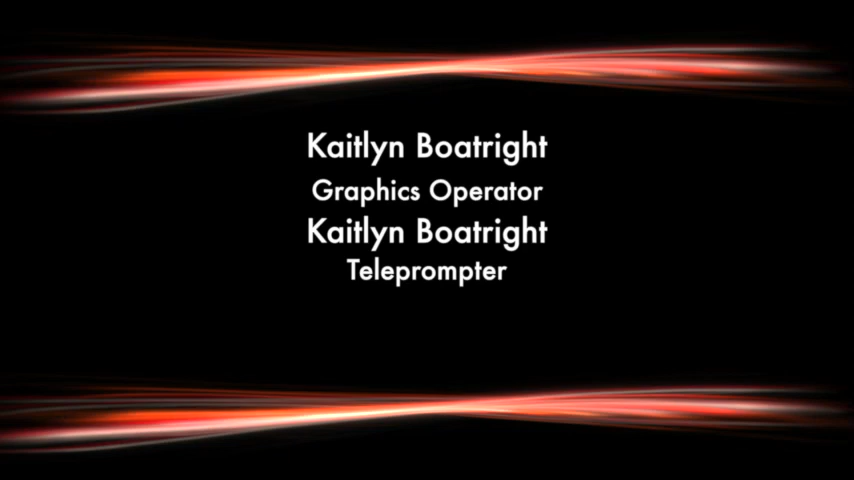 Kaitlyn Boatright
Graphics Operator
Kaitlyn Boatright
Teleprompter